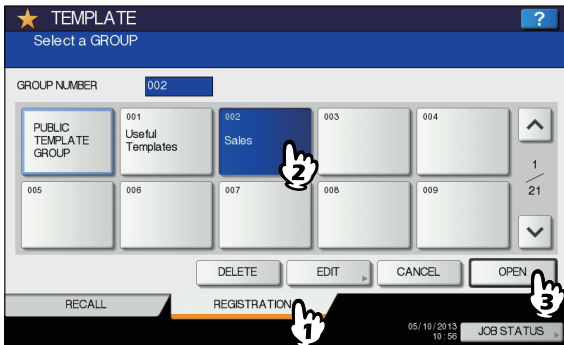 TEMPLATE
?
Select a GROUP
GROUP NUMBER 002
PUBLIC
TEMPLATE
GROUP
001
Useful
Templates
002
Sales
003
004
005
006
007
008
009
1
21
2
DELETE
EDIT
CANCEL
OPEN
3
RECALL
REGISTRATION
1
05/10/2013
10:56
JOB STATUS